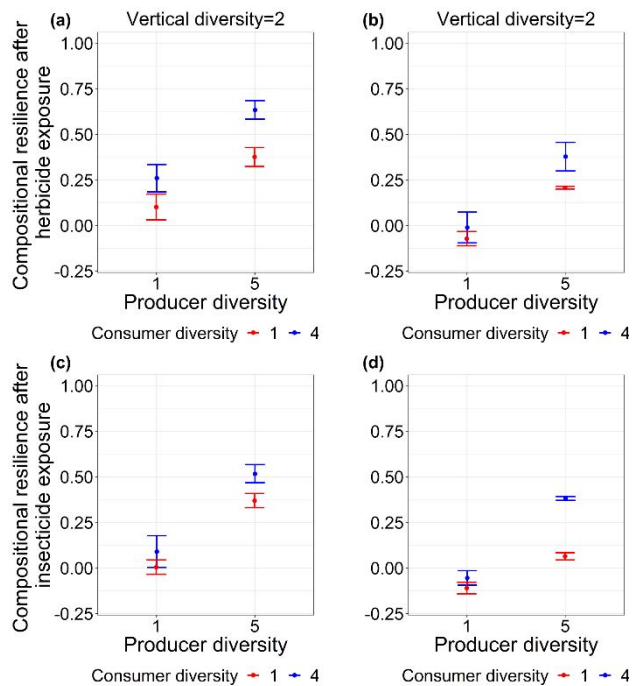 (a) Vertical diversity=2
(b) Vertical diversity=2
Compositional resilience after
herbicide exposure
1.00
0.75
0.50
0.25
0.00
-0.25
1 5
Producer diversity
Consumer diversity 1 4
1.00
0.75
0.50
0.25
0.00
-0.25
1 5
Producer diversity
Consumer diversity 1 4
(c)
(d)
Compositional resilience after
insecticide exposure
1.00
0.75
0.50
0.25
0.00
-0.25
1 5
Producer diversity
Consumer diversity 1 4
1.00
0.75
0.50
0.25
0.00
-0.25
1 5
Producer diversity
Consumer diversity 1 4